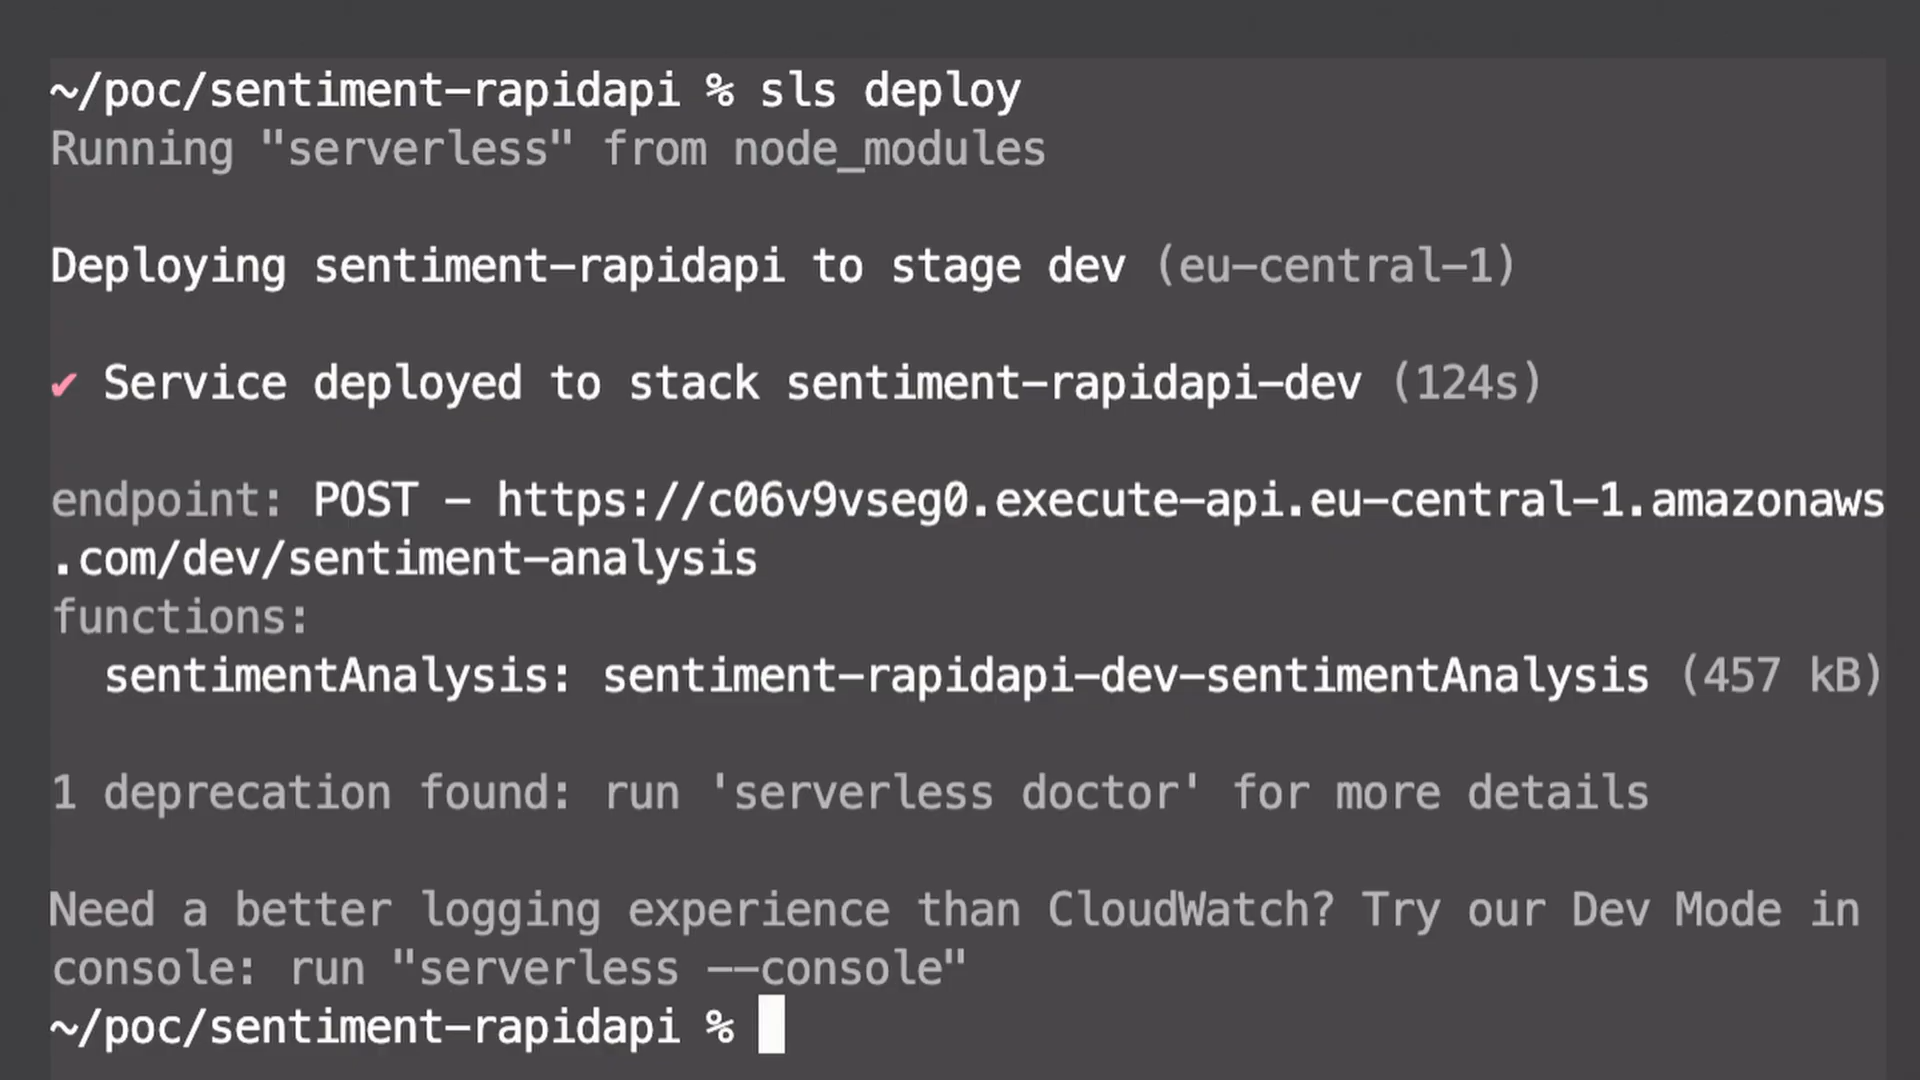 ~/poc/sentiment-rapidapi % sls deploy
Running "serverless" from node_modules
Deploying sentiment-rapidapi to stage dev (eu-central-1)
✔ Service deployed to stack sentiment-rapidapi-dev (124s)
endpoint: POST - https://c06v9vseg0.execute-api.eu-central-1.amazonaws
.com/dev/sentiment-analysis
functions:
  sentimentAnalysis: sentiment-rapidapi-dev-sentimentAnalysis (457 kB)
1 deprecation found: run 'serverless doctor' for more details
Need a better logging experience than CloudWatch? Try our Dev Mode in
console: run "serverless --console"
~/poc/sentiment-rapidapi %